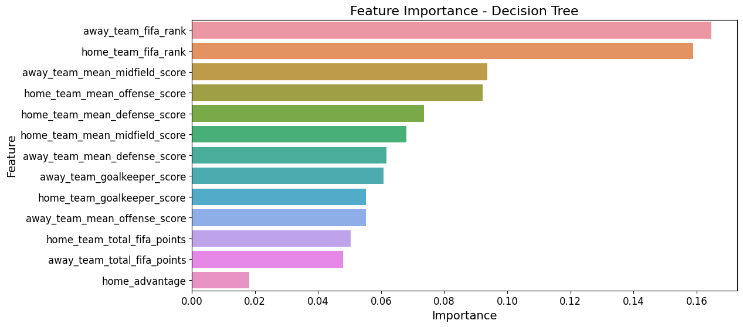 Feature Importance - Decision Tree
away_team_fifa_rank
home_team_fifa_rank
away_team_mean_midfield_score
home_team_mean_offense_score
home_team_mean_defense_score
home_team_mean_midfield_score
away_team_mean_defense_score
away_team_goalkeeper_score
home_team_goalkeeper_score
away_team_mean_offense_score
home_team_total_fifa_points
away_team_total_fifa_points
home_advantage
Feature
0.00 0.02 0.04 0.06 0.08 0.10 0.12 0.14 0.16
Importance